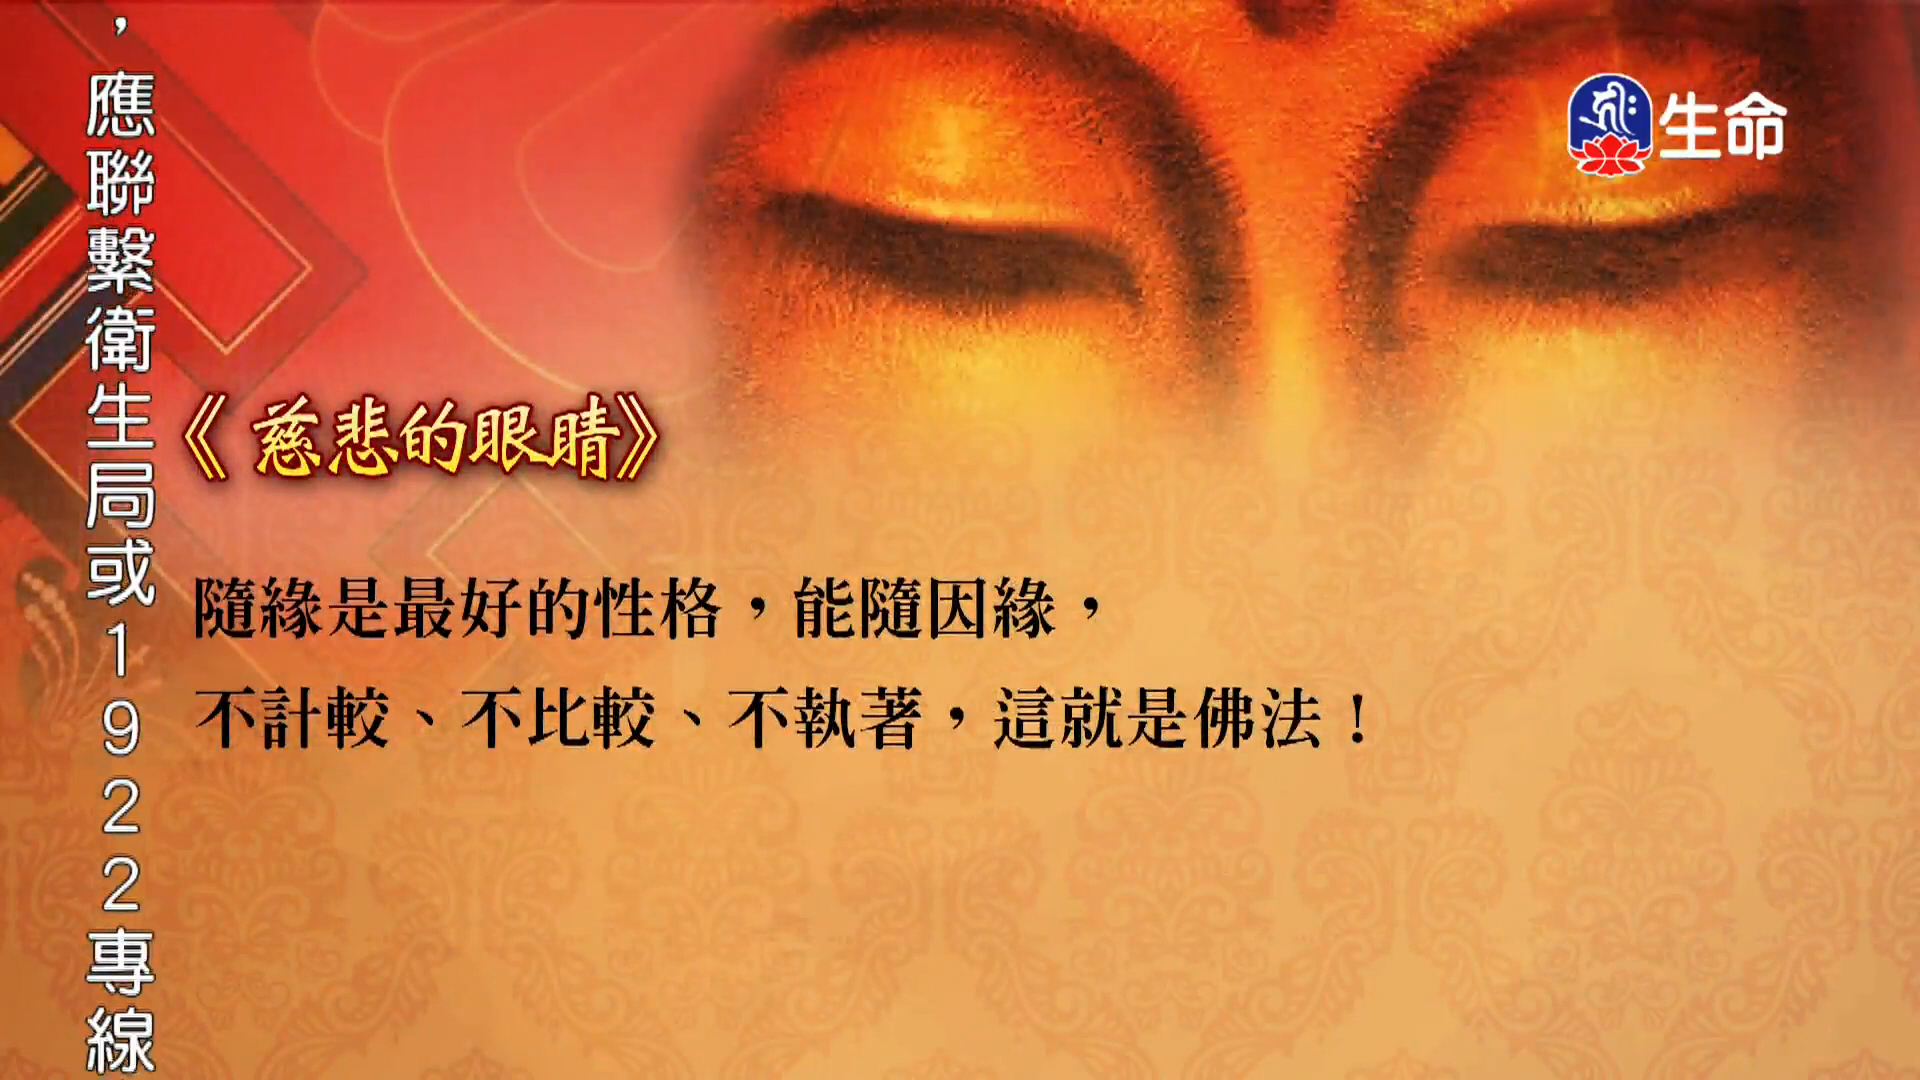 ，應聯繫衛生局或1922專線
生命
《慈悲的眼睛》
隨緣是最好的性格，能隨因緣，
不計較、不比較、不執著，這就是佛法！